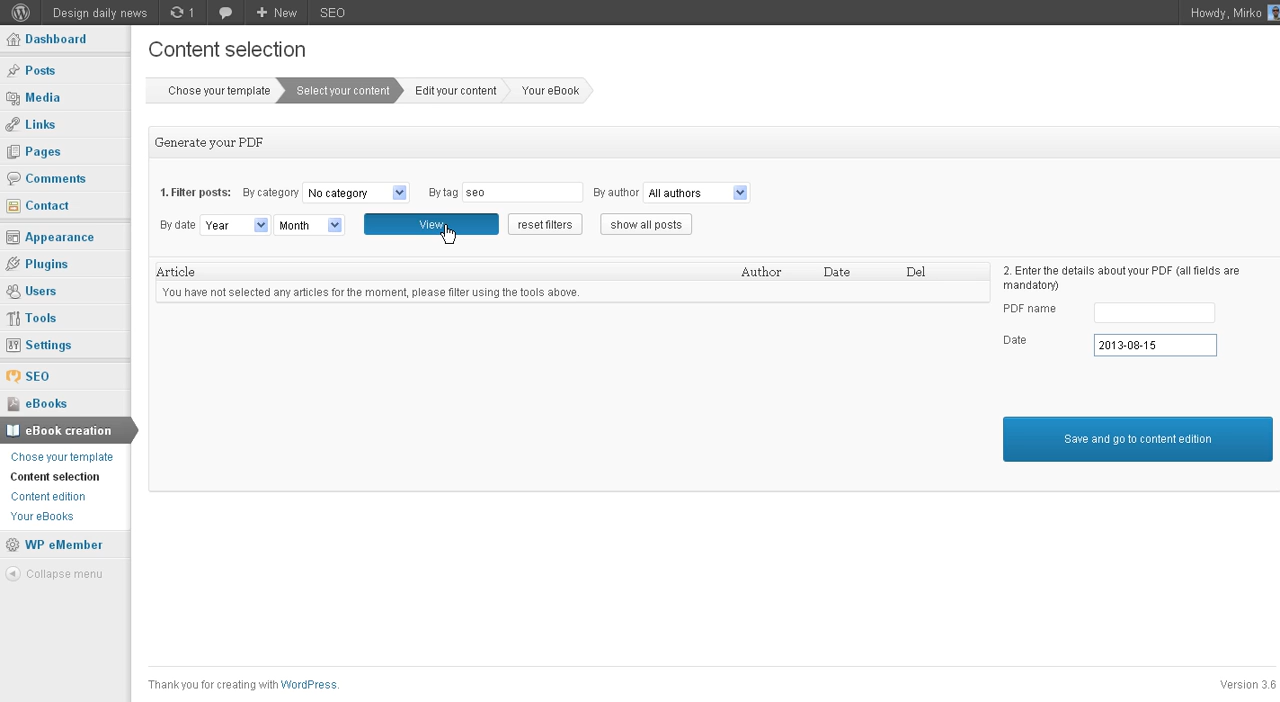 Design daily news 1 New SEO Howdy, Mirko
Dashboard
Posts
Media
Links
Pages
Comments
Contact
Appearance
Plugins
Users
Tools
Settings
SEO
eBooks
eBook creation
Chose your template
Content selection
Content edition
Your eBooks
WP eMember
Collapse menu
Content selection
Chose your template Select your content Edit your content Your eBook
Generate your PDF
1. Filter posts: By category No category By tag seo By author All authors
By date Year Month View reset filters show all posts
Article Author Date Del
You have not selected any articles for the moment, please filter using the tools above.
2. Enter the details about your PDF (all fields are
mandatory)
PDF name
Date 2013-08-15
Save and go to content edition
Thank you for creating with WordPress. Version 3.6